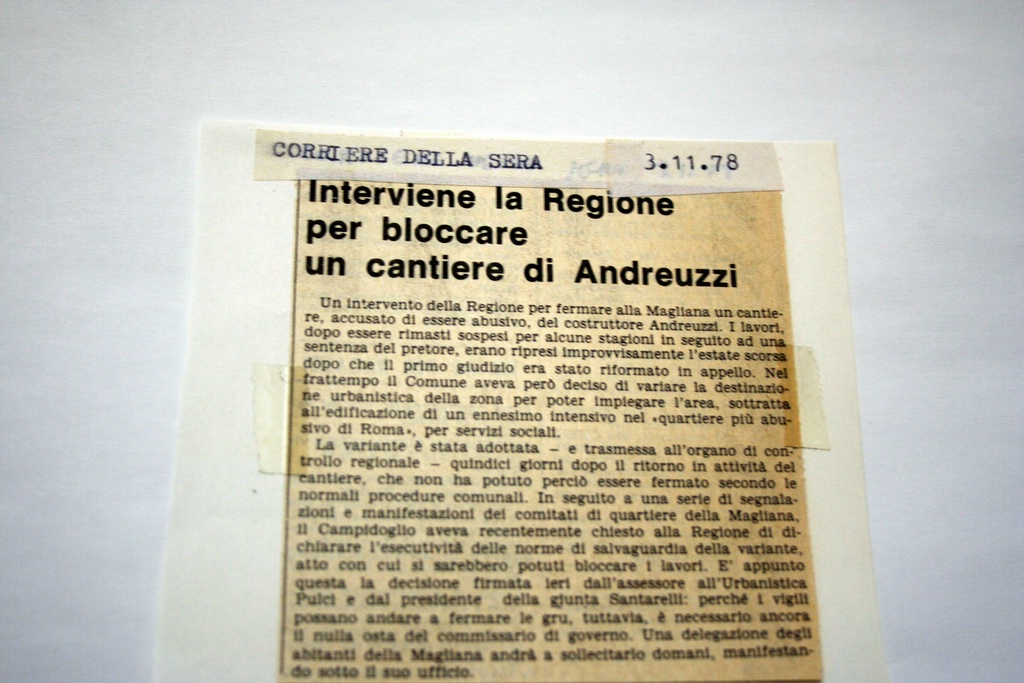 CORRIERE DELLA SERA 3.11.78
Interviene la Regione
per bloccare
un cantiere di Andreuzzi
Un intervento della Regione per fermare alla Magliana un cantie-
re, accusato di essere abusivo, del costruttore Andreuzzi. I lavori,
dopo essere rimasti sospesi per alcune stagioni in seguito ad una
sentenza del pretore, erano ripresi improvvisamente l'estate scorsa
dopo che il primo giudizio era stato riformato in appello. Nel
frattempo il Comune aveva però deciso di variare la destinazio-
ne urbanistica della zona per poter impiegare l'area, sottratta
all'edificazione di un ennesimo intensivo nel «quartiere più abu-
sivo di Roma», per servizi sociali.
La variante è stata adottata — e trasmessa all'organo di con-
trollo regionale — quindici giorni dopo il ritorno in attività del
cantiere, che non ha potuto perciò essere fermato secondo le
normali procedure comunali. In seguito a una serie di segnala-
zioni e manifestazioni dei comitati di quartiere della Magliana,
il Campidoglio aveva recentemente chiesto alla Regione di di-
chiarare l'esecutività delle norme di salvaguardia della variante,
atto con cui si sarebbero potuti bloccare i lavori. E' appunto
questa la decisione firmata ieri dall'assessore all'Urbanistica
Pulci e dal presidente della giunta Santarelli: perché i vigili
possano andare a fermare le gru, tuttavia, è necessario ancora
il nulla osta del commissario di governo. Una delegazione degli
abitanti della Magliana andrà a sollecitarlo domani, manifestan-
do sotto il suo ufficio.